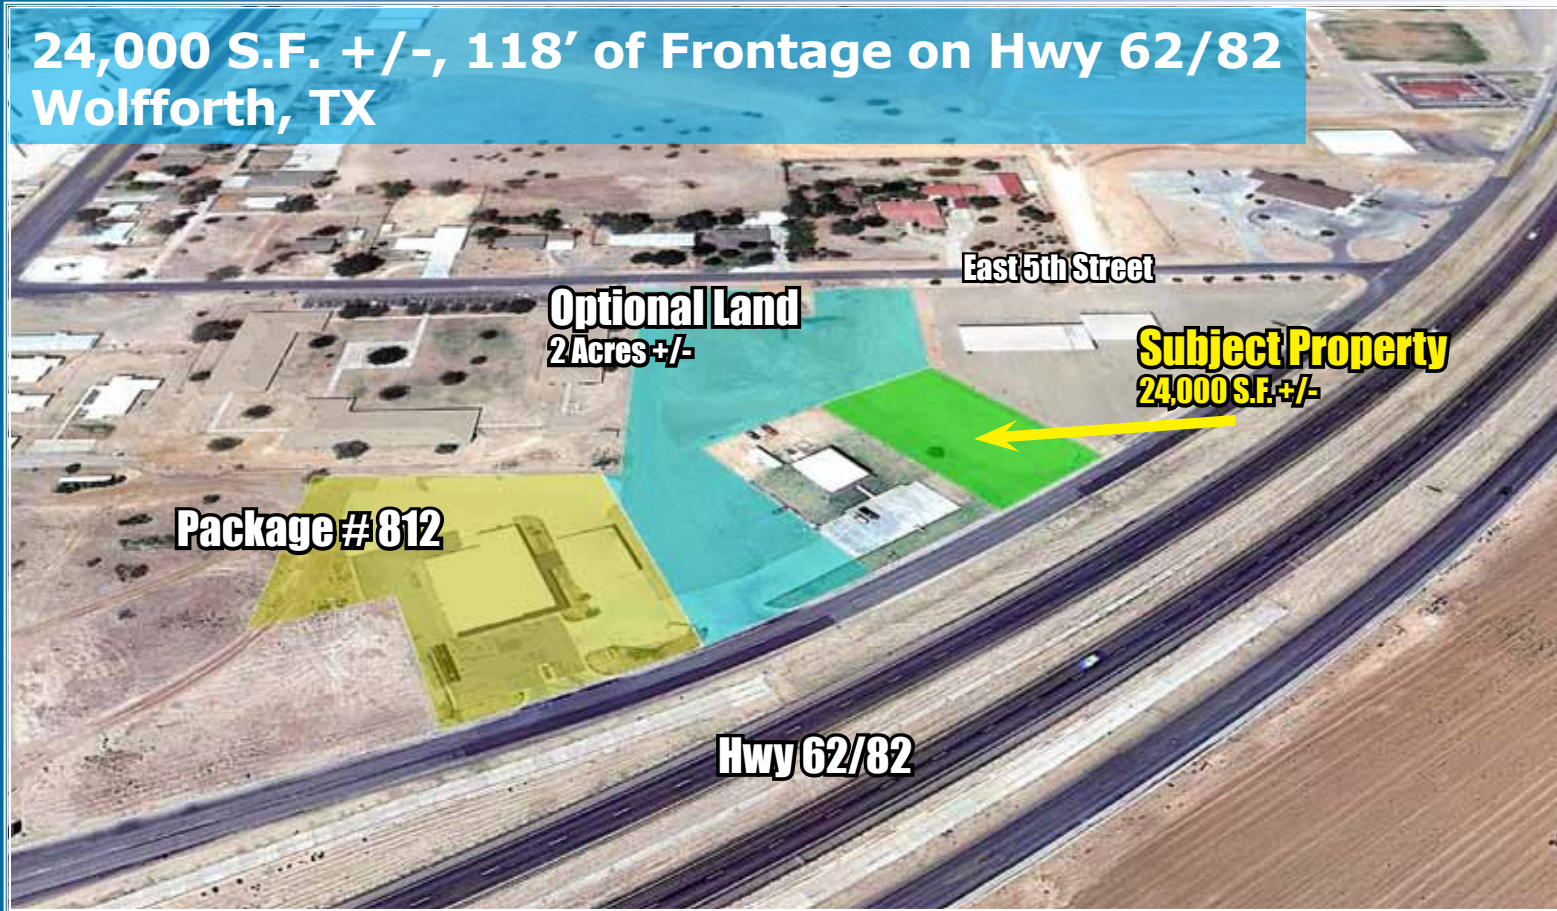 24,000 S.F. +/-, 118’ of Frontage on Hwy 62/82
Wolfforth, TX
East 5th Street
Optional Land
2 Acres +/-
Subject Property
24,000 S.F. +/-
Package # 812
Hwy 62/82